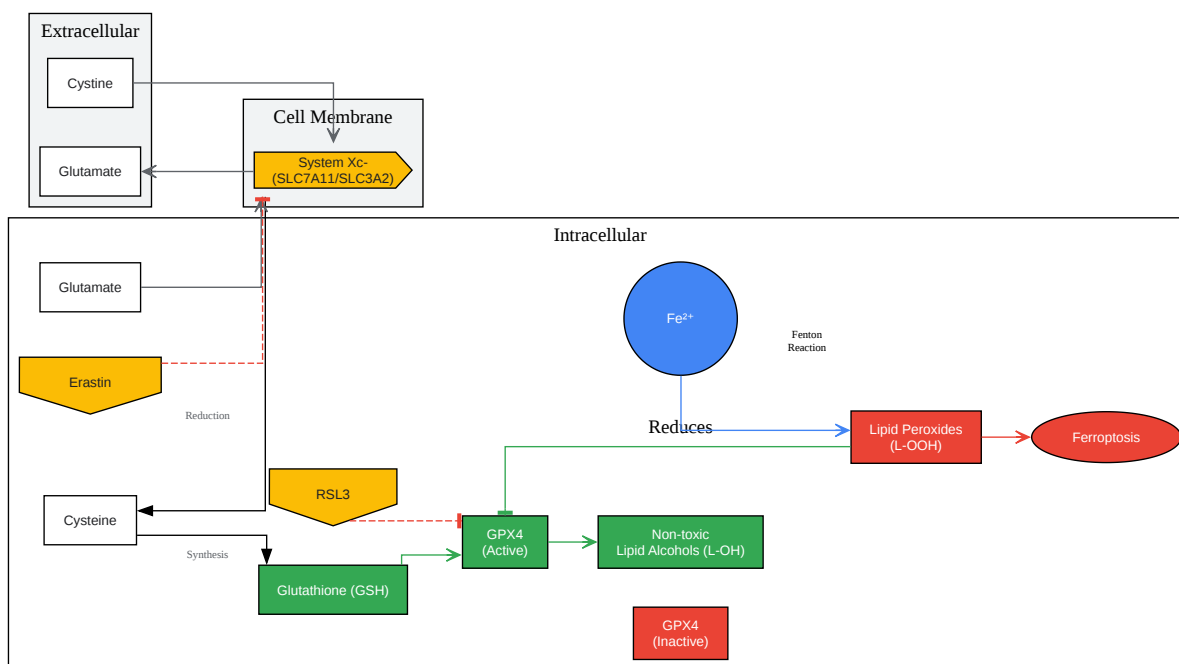 Extracellular
Cystine
Cell Membrane
System Xc-
(SLC7A11/SLC3A2)
Glutamate
Intracellular
Glutamate
Fe²⁺
Fenton
Reaction
Erastin
Reduction
Reduces
Lipid Peroxides
(L-OOH)
Ferroptosis
RSL3
Cysteine
GPX4
(Active)
Non-toxic
Lipid Alcohols (L-OH)
Synthesis
Glutathione (GSH)
GPX4
(Inactive)